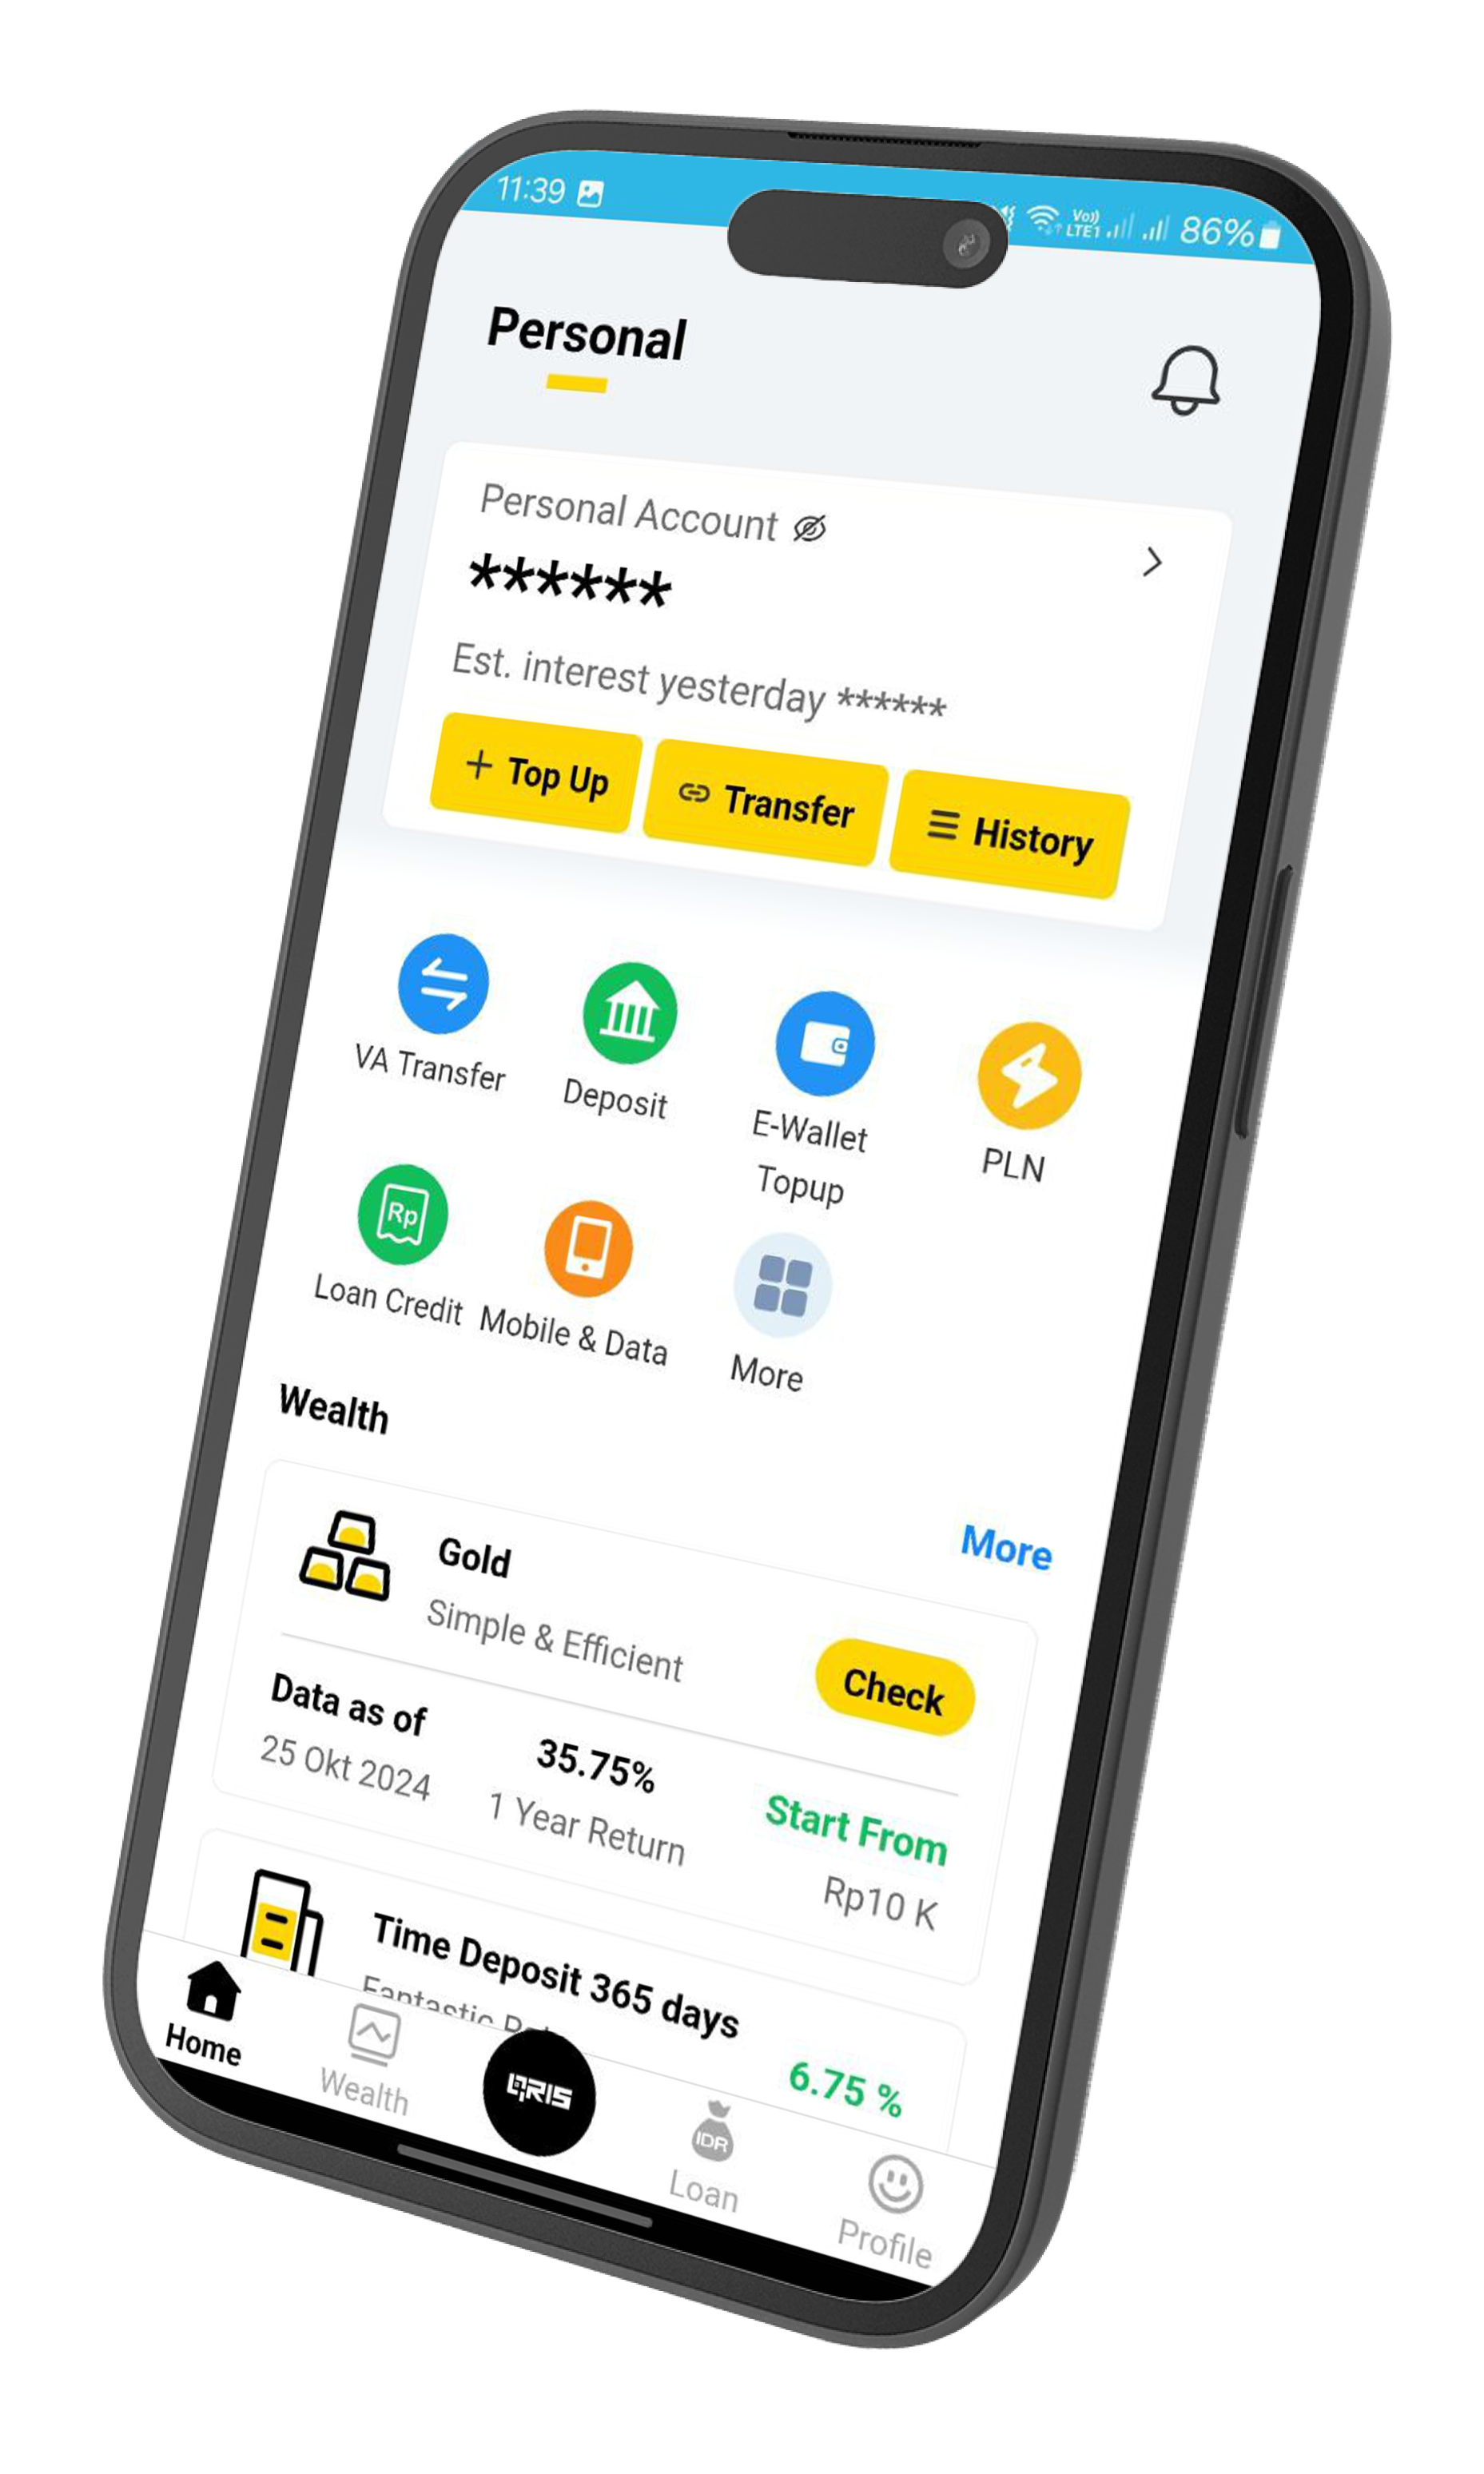 11:39
Vo))
LTE1
86%
Personal
Personal Account
******
Est. interest yesterday ******
+ Top Up
Transfer
History
VA Transfer
Deposit
E-Wallet
Topup
PLN
Rp
Loan Credit
Mobile & Data
More
Wealth
More
Gold
Simple & Efficient
Check
Data as of
25 Okt 2024
35.75%
1 Year Return
Start From
Rp10 K
Time Deposit 365 days
Fantastic
6.75 %
Home
Wealth
QRIS
IDR
Loan
Profile